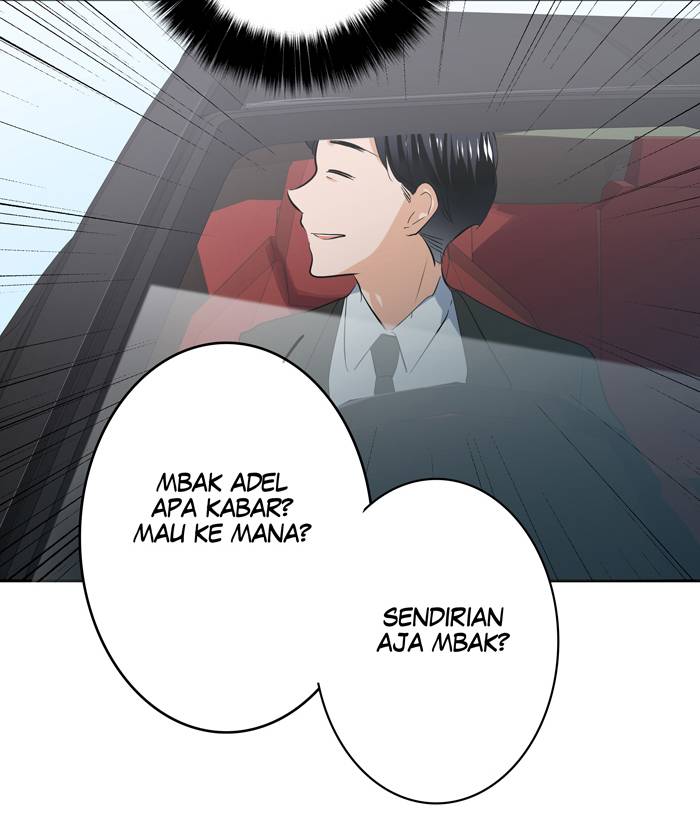 MBAK ADEL
APA KABAR?
MAU KE MANA?
SENDIRIAN
AJA MBAK?